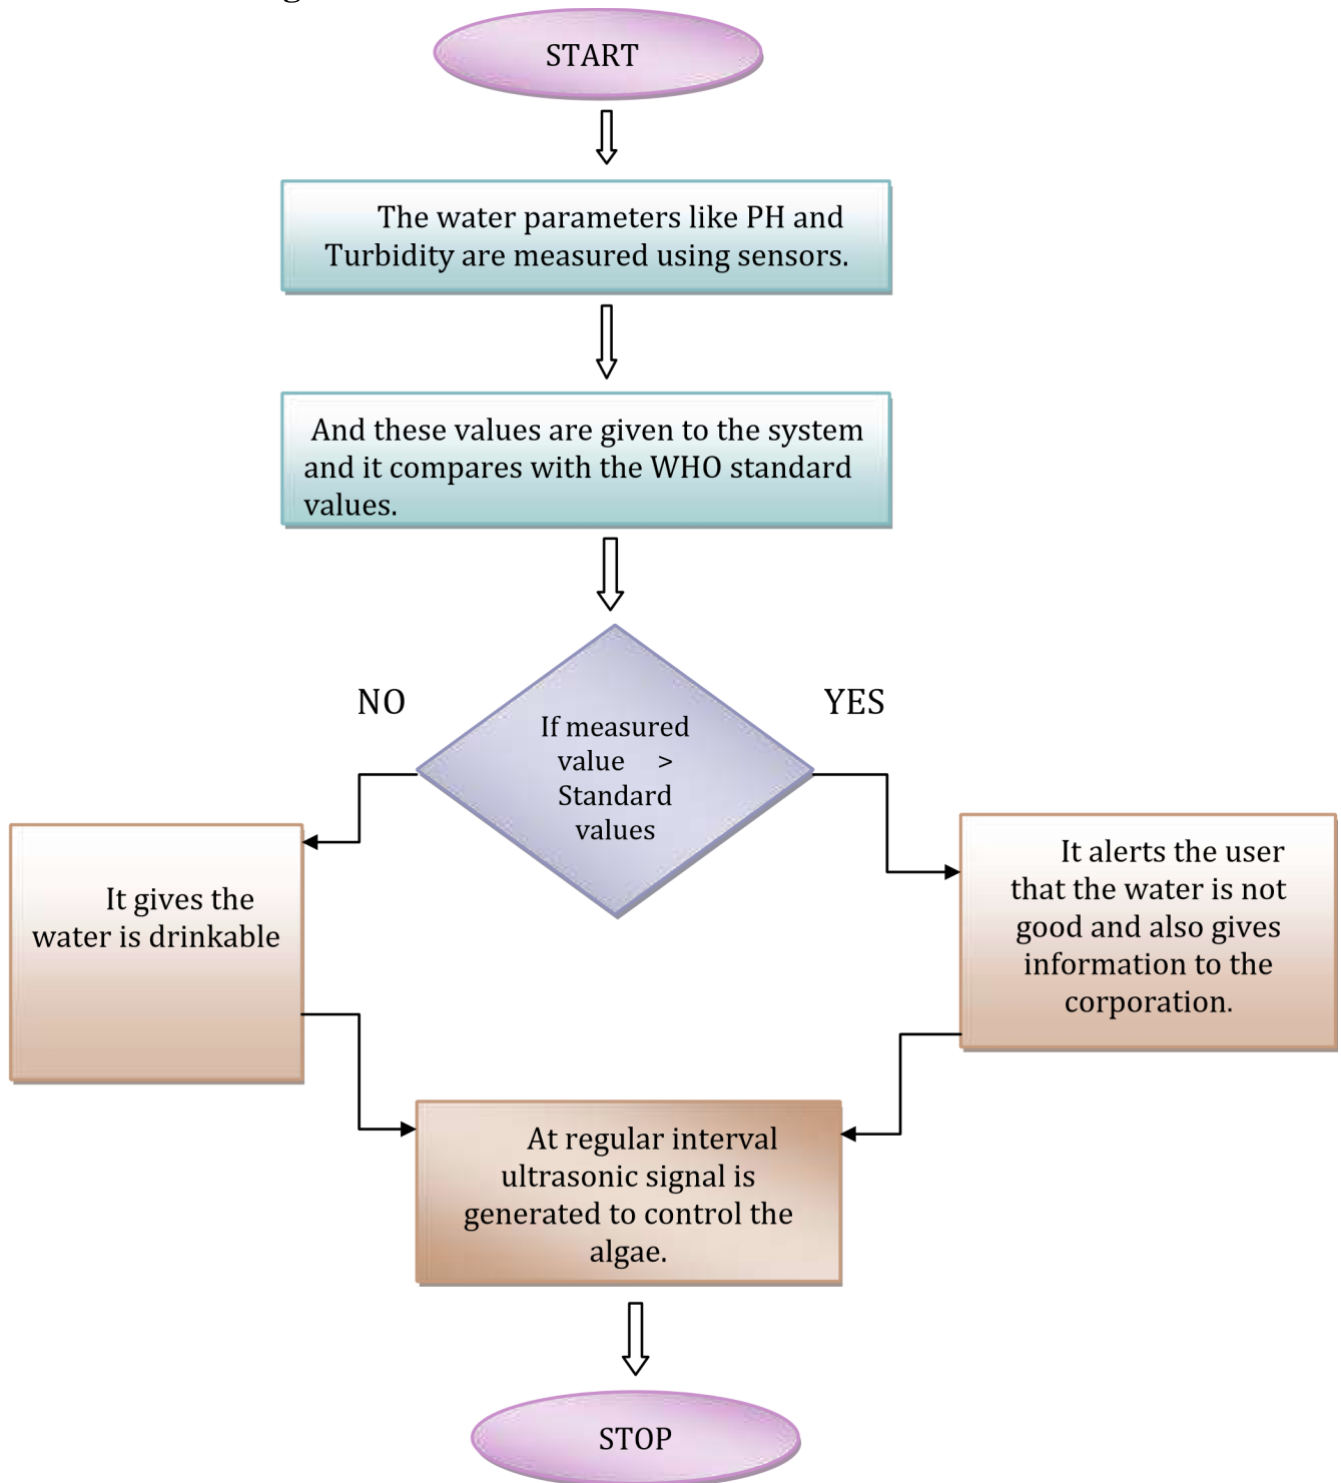 START
The water parameters like PH and
Turbidity are measured using sensors.
And these values are given to the system
and it compares with the WHO standard
values.
NO
YES
If measured
value >
Standard
values
It gives the
water is drinkable
It alerts the user
that the water is not
good and also gives
information to the
corporation.
At regular interval
ultrasonic signal is
generated to control the
algae.
STOP